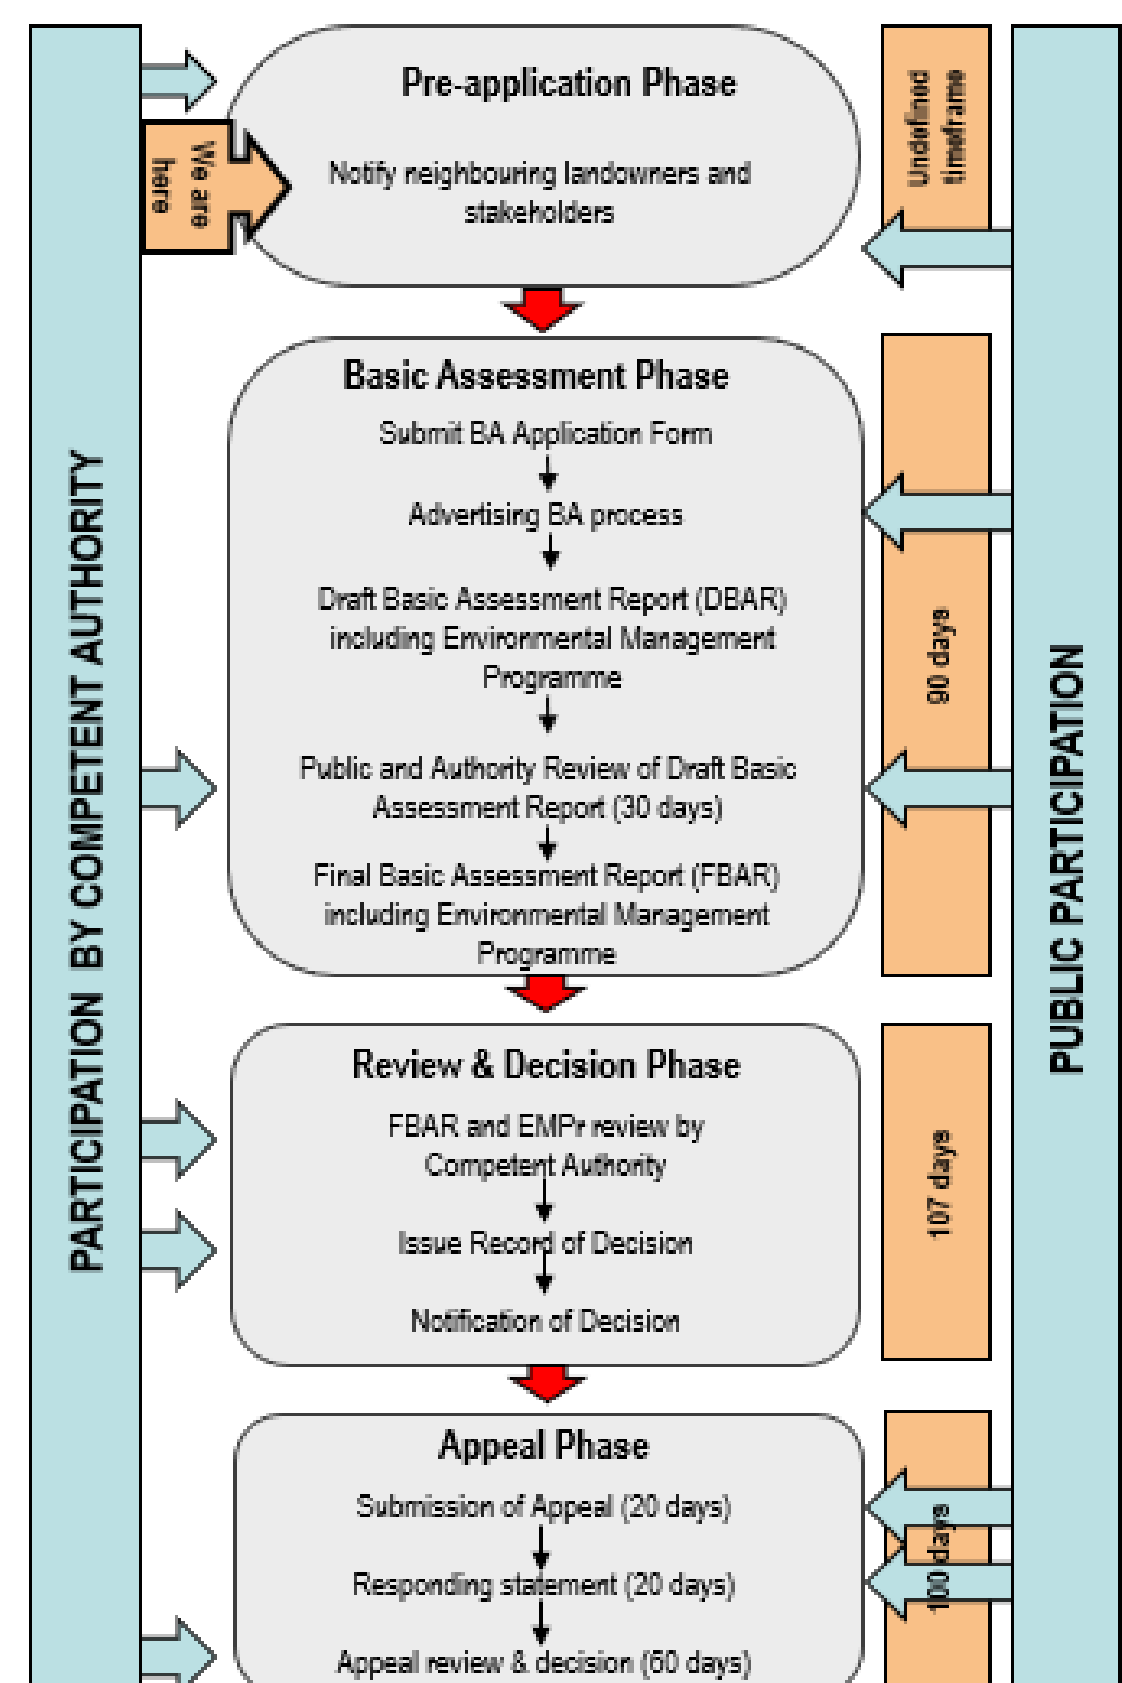 Pre-application Phase
Notify neighbouring landowners and
stakeholders
We are
here
Undefined
timeframe
Basic Assessment Phase
Submit BA Application Form
Advertising BA process
Draft Basic Assessment Report (DBAR)
including Environmental Management
Programme
Public and Authority Review of Draft Basic
Assessment Report (30 days)
Final Basic Assessment Report (FBAR)
including Environmental Management
Programme
90 days
Review & Decision Phase
FBAR and EMPr review by
Competent Authority
Issue Record of Decision
Notification of Decision
107 days
Appeal Phase
Submission of Appeal (20 days)
Responding statement (20 days)
Appeal review & decision (60 days)
100 days
PARTICIPATION BY COMPETENT AUTHORITY
PUBLIC PARTICIPATION